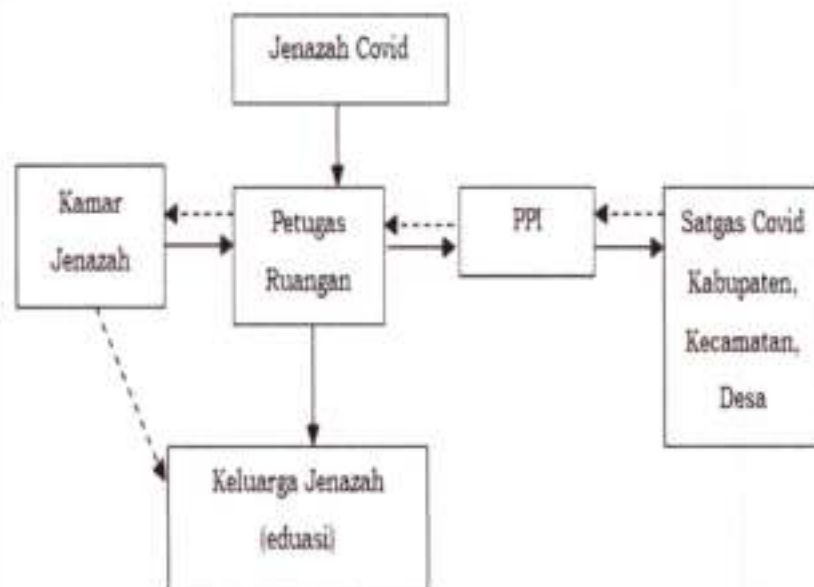 Jenazah Covid
Kamar
Jenazah
Petugas
Ruangan
PPI
Satgas Covid
Kabupaten,
Kecamatan,
Desa
Keluarga Jenazah
(eduasi)